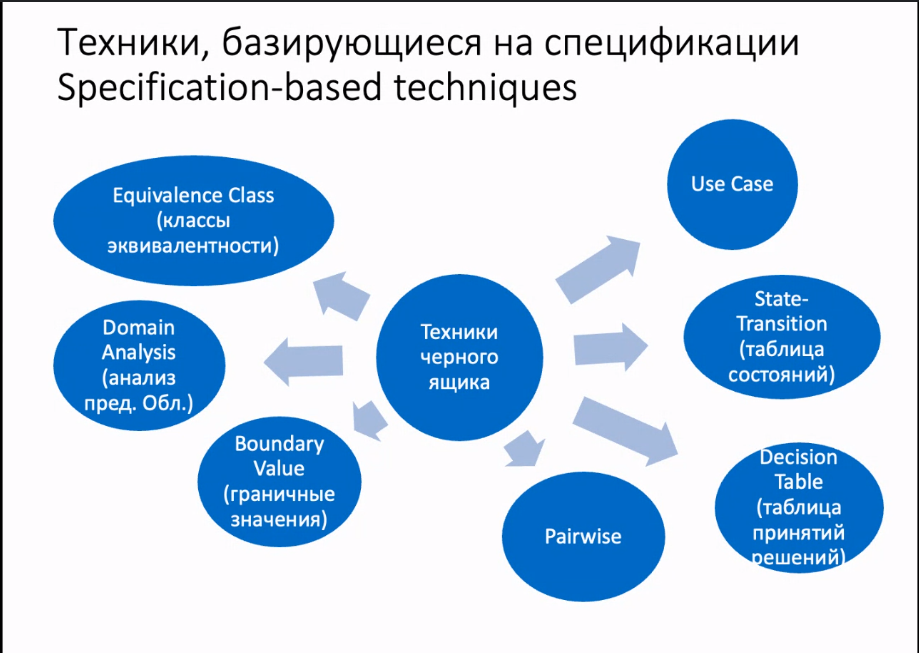 Техники, базирующиеся на спецификации
Specification-based techniques
Equivalence Class
(классы
эквивалентности)
Domain
Analysis
(анализ
пред. Обл.)
Boundary
Value
(граничные
значения)
Техники
черного
ящика
Use Case
State-
Transition
(таблица
состояний)
Decision
Table
(таблица
принятий
решений)
Pairwise